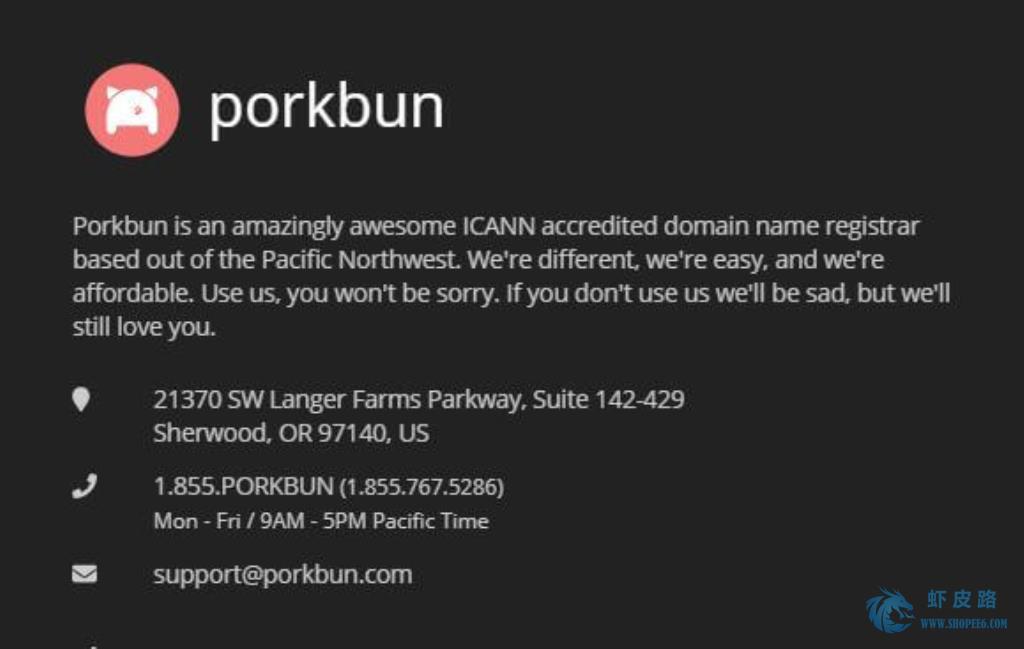 porkbun
Porkbun is an amazingly awesome ICANN accredited domain name registrar
based out of the Pacific Northwest. We're different, we're easy, and we're
affordable. Use us, you won't be sorry. If you don't use us we'll be sad, but we'll
still love you.
21370 SW Langer Farms Parkway, Suite 142-429
Sherwood, OR 97140, US
1.855.PORKBUN (1.855.767.5286)
Mon - Fri / 9AM - 5PM Pacific Time
support@porkbun.com
虾皮路
WWW.SHOPEE6.COM